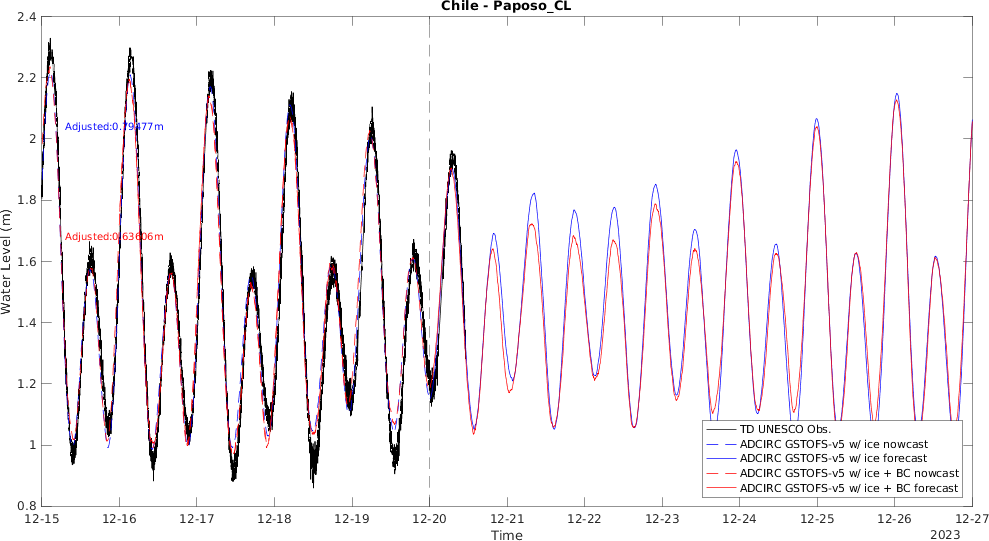 Chile - Paposo_CL
2.4
2.2
2
1.8
1.6
1.4
1.2
1
0.8
Water Level (m)
Adjusted:0.79477m
Adjusted:0.63606m
TD UNESCO Obs.
ADCIRC GSTOFS-v5 w/ ice nowcast
ADCIRC GSTOFS-v5 w/ ice forecast
ADCIRC GSTOFS-v5 w/ ice + BC nowcast
ADCIRC GSTOFS-v5 w/ ice + BC forecast
12-15 12-16 12-17 12-18 12-19 12-20 12-21 12-22 12-23 12-24 12-25 12-26 12-27
Time
2023